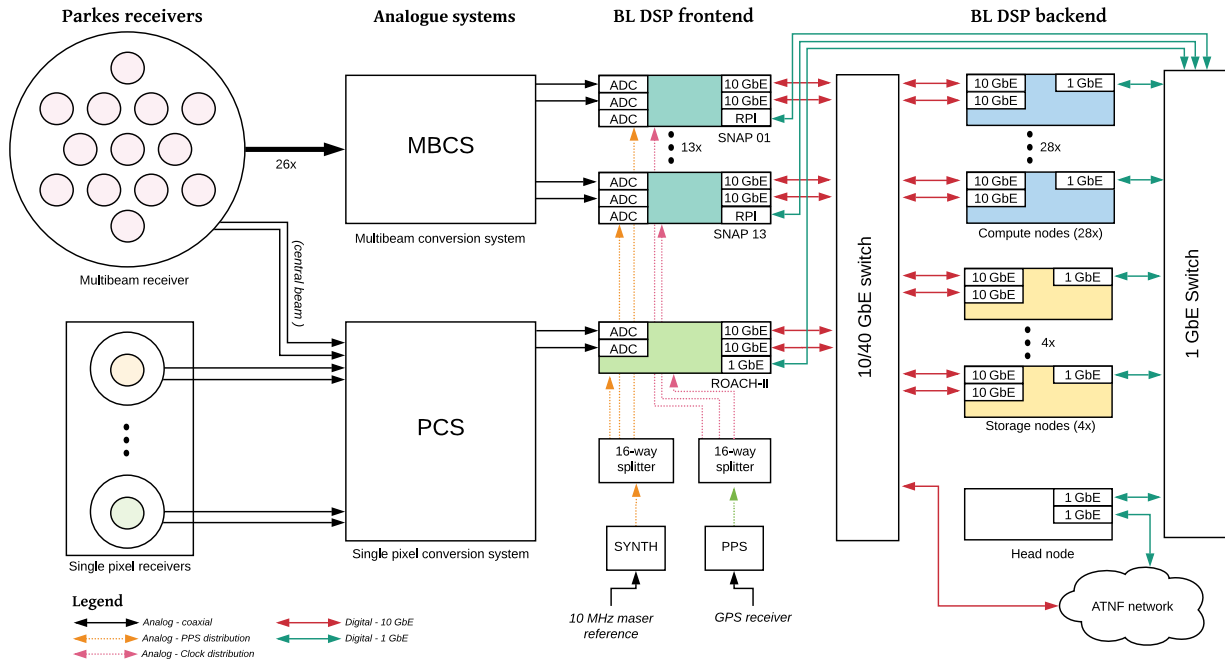 Parkes receivers
Analogue systems
BL DSP frontend
BL DSP backend
26x
Multibeam receiver
(central beam )
Single pixel receivers
MBCS
Multibeam conversion system
PCS
Single pixel conversion system
ADC
ADC
ADC
10 GbE
10 GbE
RPI
SNAP 01
13x
ADC
ADC
ADC
10 GbE
10 GbE
RPI
SNAP 13
ADC
ADC
10 GbE
10 GbE
1 GbE
ROACH-II
16-way
splitter
16-way
splitter
SYNTH
PPS
10 MHz maser
reference
GPS receiver
10/40 GbE switch
10 GbE
10 GbE
1 GbE
28x
10 GbE
10 GbE
1 GbE
Compute nodes (28x)
10 GbE
10 GbE
1 GbE
4x
10 GbE
10 GbE
1 GbE
Storage nodes (4x)
1 GbE
1 GbE
Head node
1 GbE Switch
ATNF network
Legend
Analog - coaxial
Analog - PPS distribution
Analog - Clock distribution
Digital - 10 GbE
Digital - 1 GbE